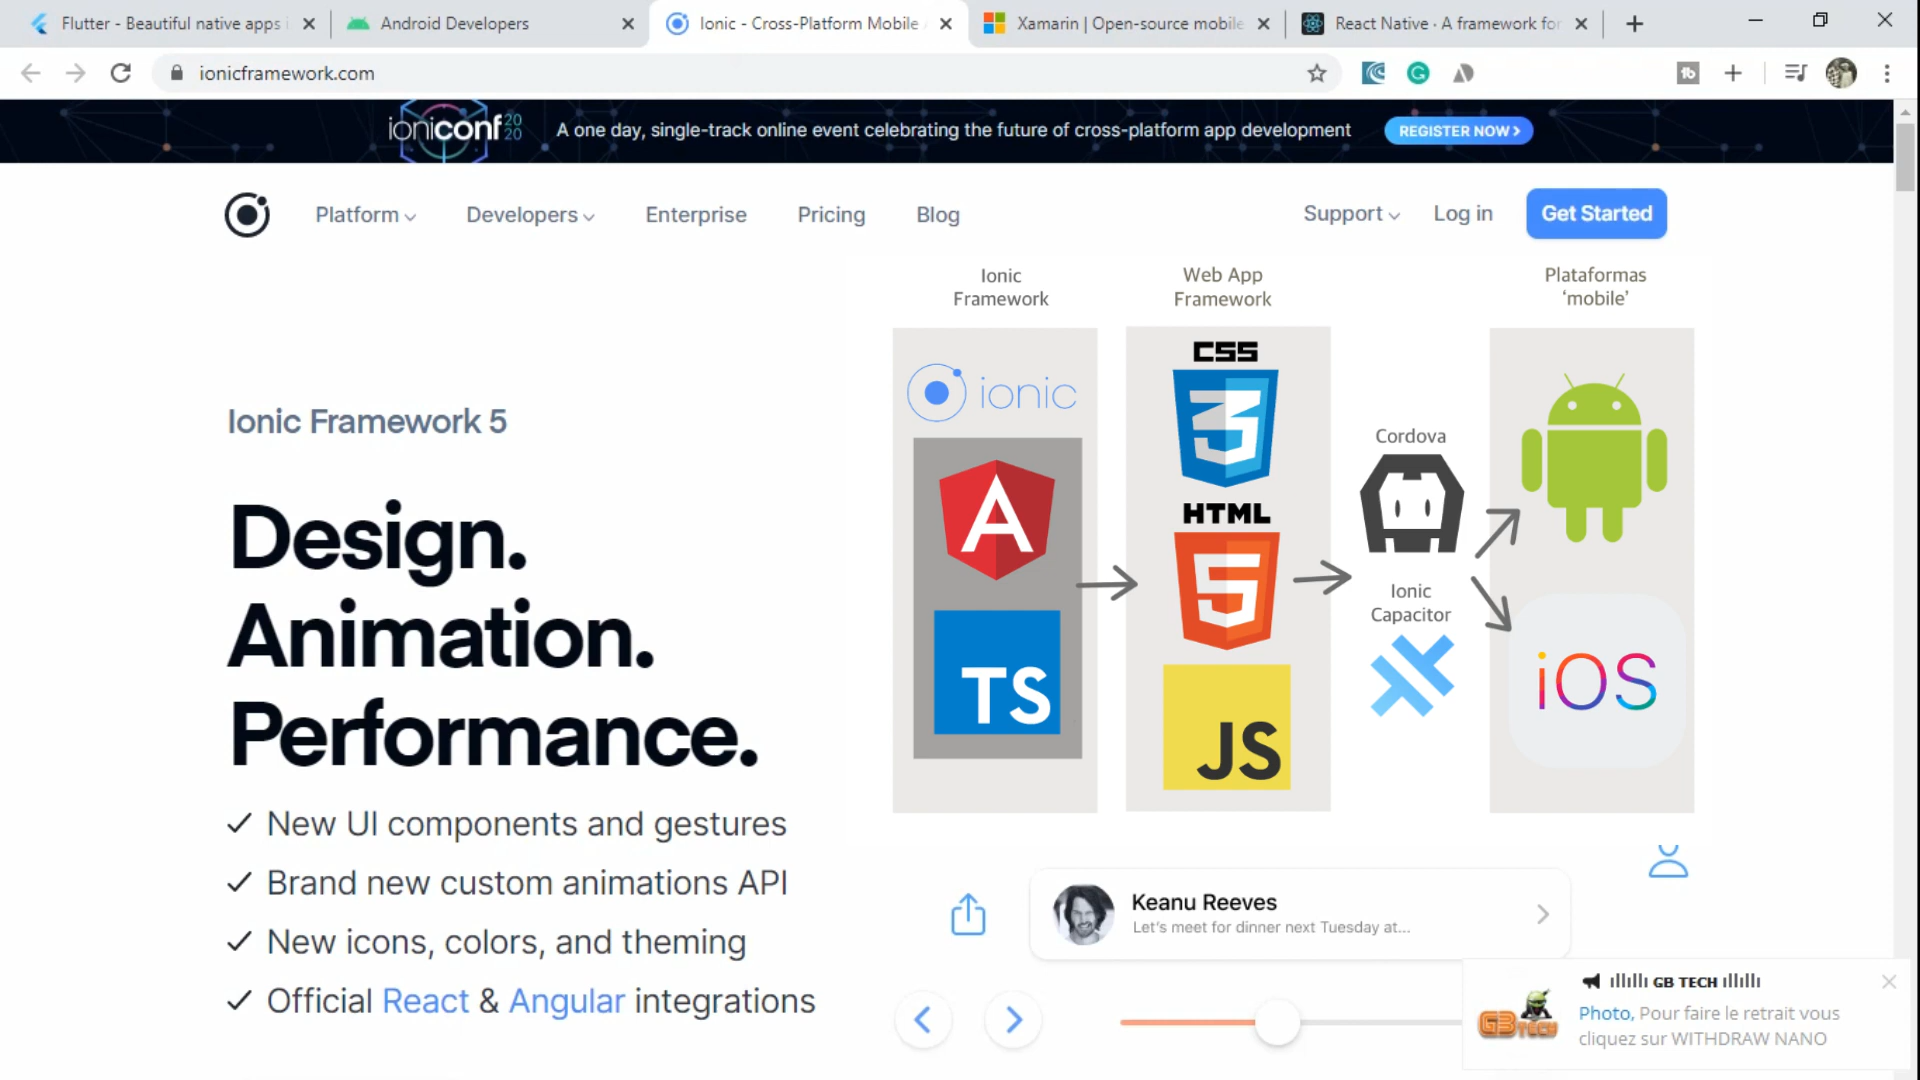 Flutter - Beautiful native apps i
Android Developers
Ionic - Cross-Platform Mobile A
Xamarin | Open-source mobile
React Native · A framework for
ionicframework.com
ioniconf 2020
A one day, single-track online event celebrating the future of cross-platform app development
REGISTER NOW
Platform
Developers
Enterprise
Pricing
Blog
Support
Log in
Get Started
Ionic Framework 5
Design.
Animation.
Performance.
✓ New UI components and gestures
✓ Brand new custom animations API
✓ New icons, colors, and theming
✓ Official React & Angular integrations
Ionic
Framework
ionic
A
TS
Web App
Framework
CSS
3
HTML
5
JS
Cordova
Ionic
Capacitor
Plataformas
‘mobile’
iOS
Keanu Reeves
Let's meet for dinner next Tuesday at...
GB TECH
GB TECH
Photo, Pour faire le retrait vous
cliquez sur WITHDRAW NANO